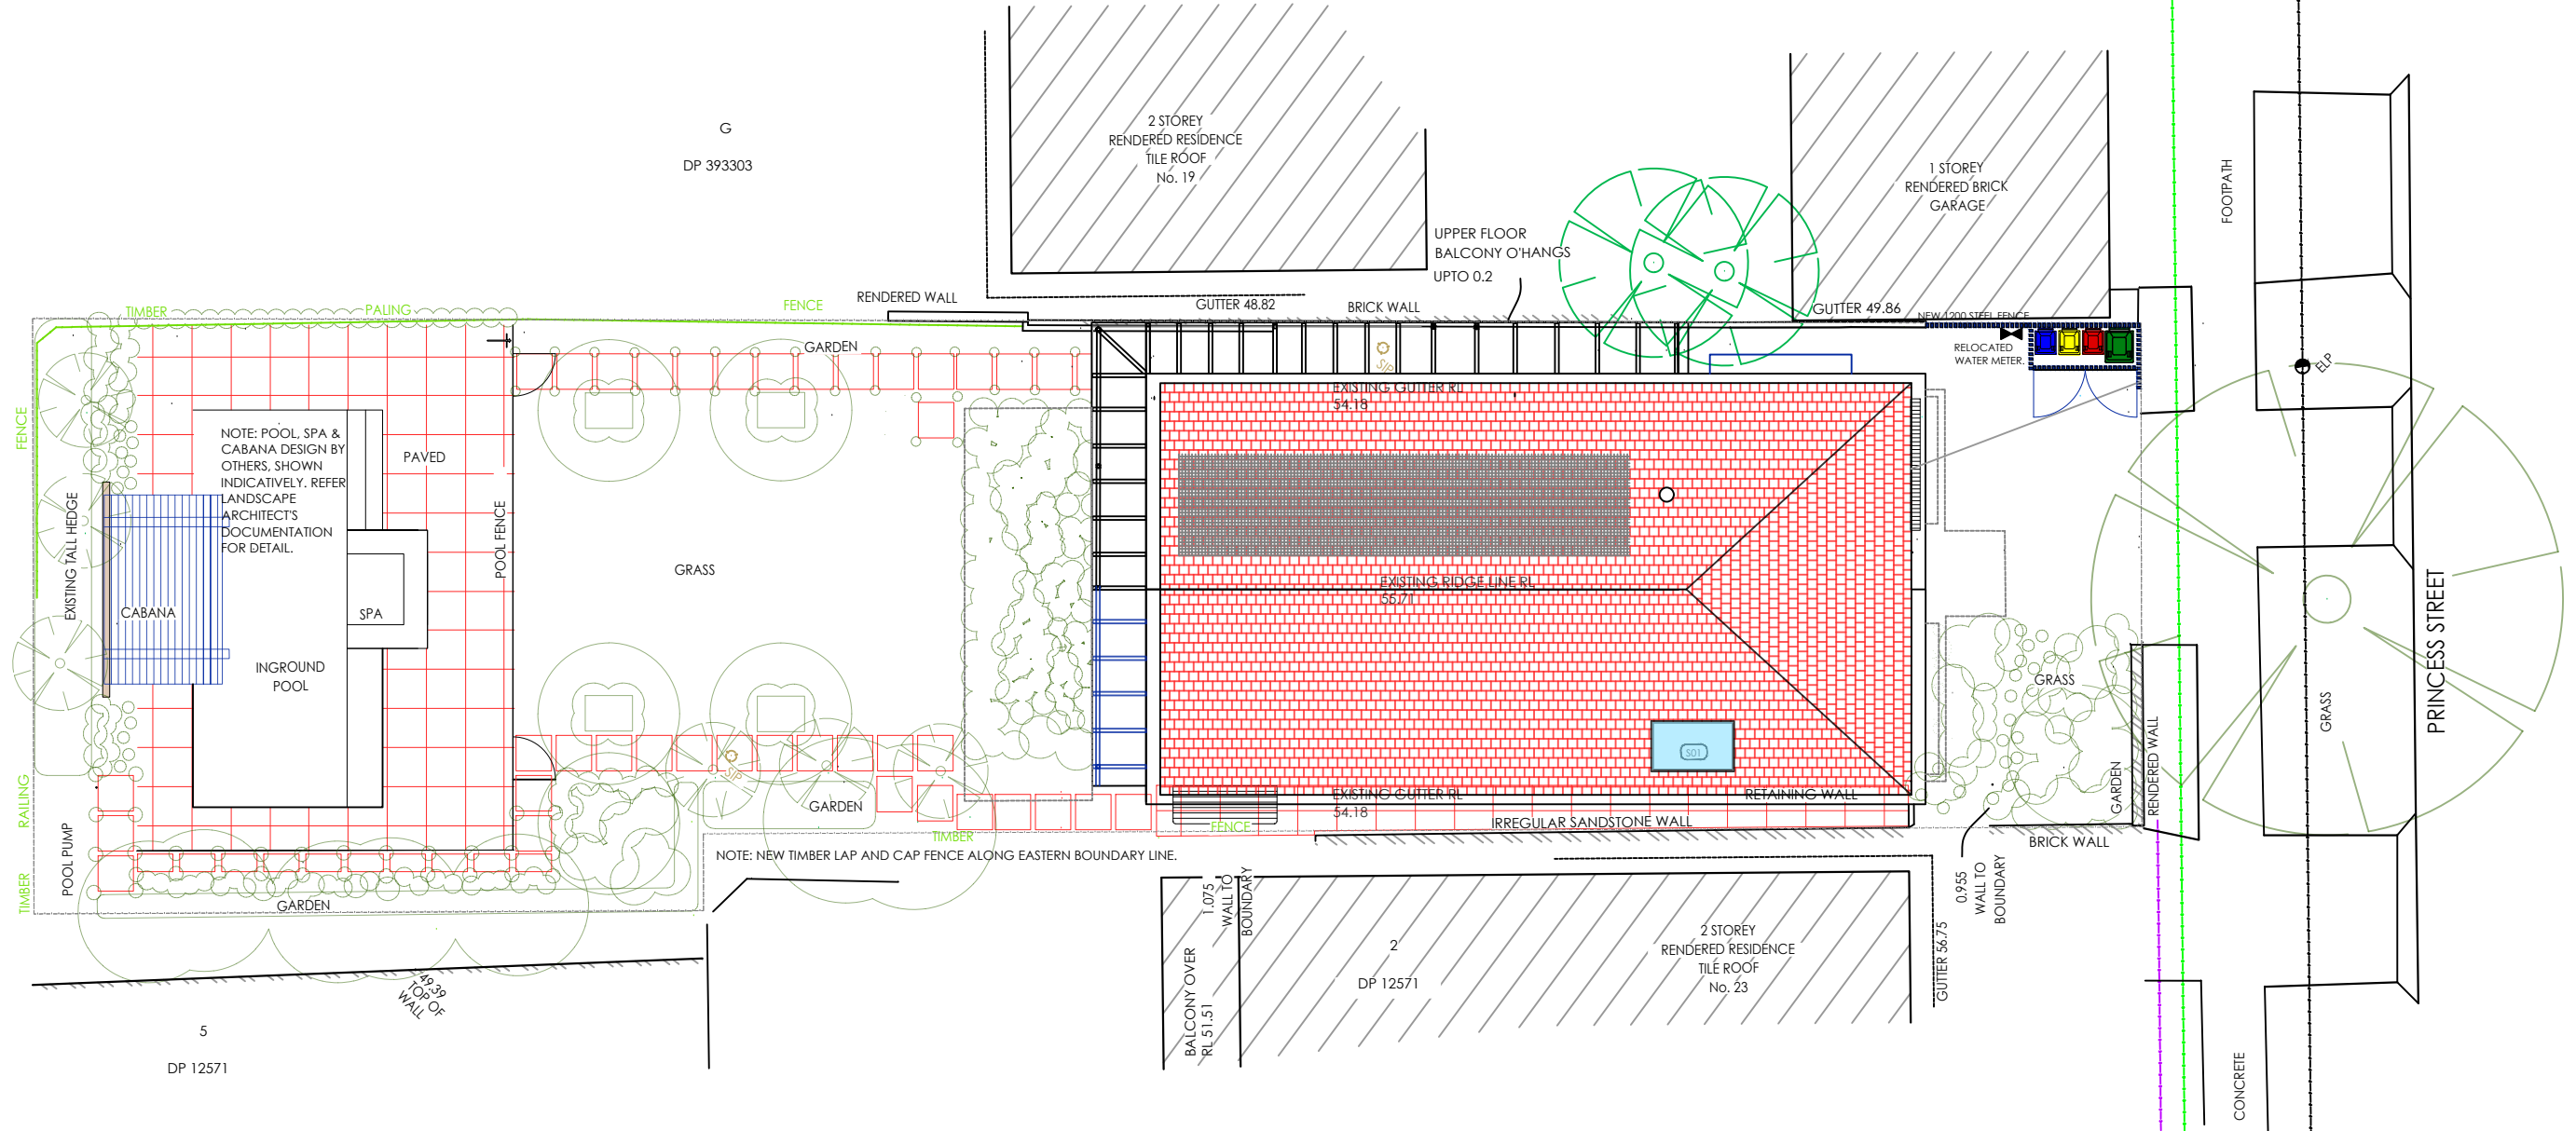 G
DP 393303
2 STOREY
RENDERED RESIDENCE
TILE ROOF
No. 19
1 STOREY
RENDERED BRICK
GARAGE
FOOTPATH
UPPER FLOOR
BALCONY O'HANGS
UPTO 0.2
TIMBER
PALING
FENCE
RENDERED WALL
GUTTER 48.82
BRICK WALL
GUTTER 49.86
NEW 1200 STEEL FENCE
RELOCATED
WATER METER.
GARDEN
SIP
ELP
EXISTING GUTTER RL
54.18
FENCE
NOTE: POOL, SPA &
CABANA DESIGN BY
OTHERS, SHOWN
INDICATIVELY. REFER
LANDSCAPE
ARCHITECT'S
DOCUMENTATION
FOR DETAIL.
PAVED
POOL FENCE
EXISTING TALL HEDGE
CABANA
SPA
GRASS
EXISTING RIDGE LINE RL
55.71
INGROUND
POOL
GRASS
GRASS
PRINCESS STREET
SIP
S01
GARDEN
RENDERED WALL
RAILING
TIMBER
POOL PUMP
GARDEN
EXISTING GUTTER RL
54.18
RETAINING WALL
IRREGULAR SANDSTONE WALL
FENCE
TIMBER
BRICK WALL
NOTE: NEW TIMBER LAP AND CAP FENCE ALONG EASTERN BOUNDARY LINE.
GARDEN
1.075
WALL TO
BOUNDARY
0.955
WALL TO
BOUNDARY
2 STOREY
RENDERED RESIDENCE
TILE ROOF
No. 23
2
DP 12571
GUTTER 56.75
BALCONY OVER
RL 51.51
49.39
TOP OF
WALL
5
DP 12571
CONCRETE